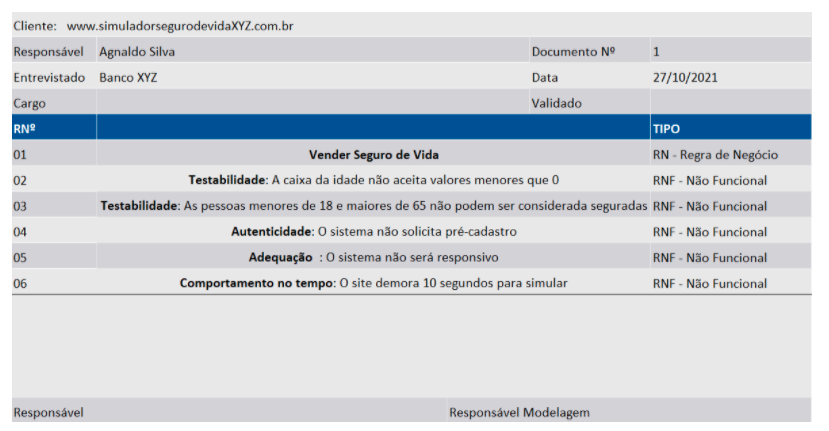 Cliente: www.simuladorsegurodevidaXYZ.com.br
Responsável Agnaldo Silva Documento Nº 1
Entrevistado Banco XYZ Data 27/10/2021
Cargo Validado
RNº TIPO
01 Vender Seguro de Vida RN - Regra de Negócio
02 Testabilidade: A caixa da idade não aceita valores menores que 0 RNF - Não Funcional
03 Testabilidade: As pessoas menores de 18 e maiores de 65 não podem ser considerada seguradas RNF - Não Funcional
04 Autenticidade: O sistema não solicita pré-cadastro RNF - Não Funcional
05 Adequação : O sistema não será responsivo RNF - Não Funcional
06 Comportamento no tempo: O site demora 10 segundos para simular RNF - Não Funcional
Responsável Responsável Modelagem